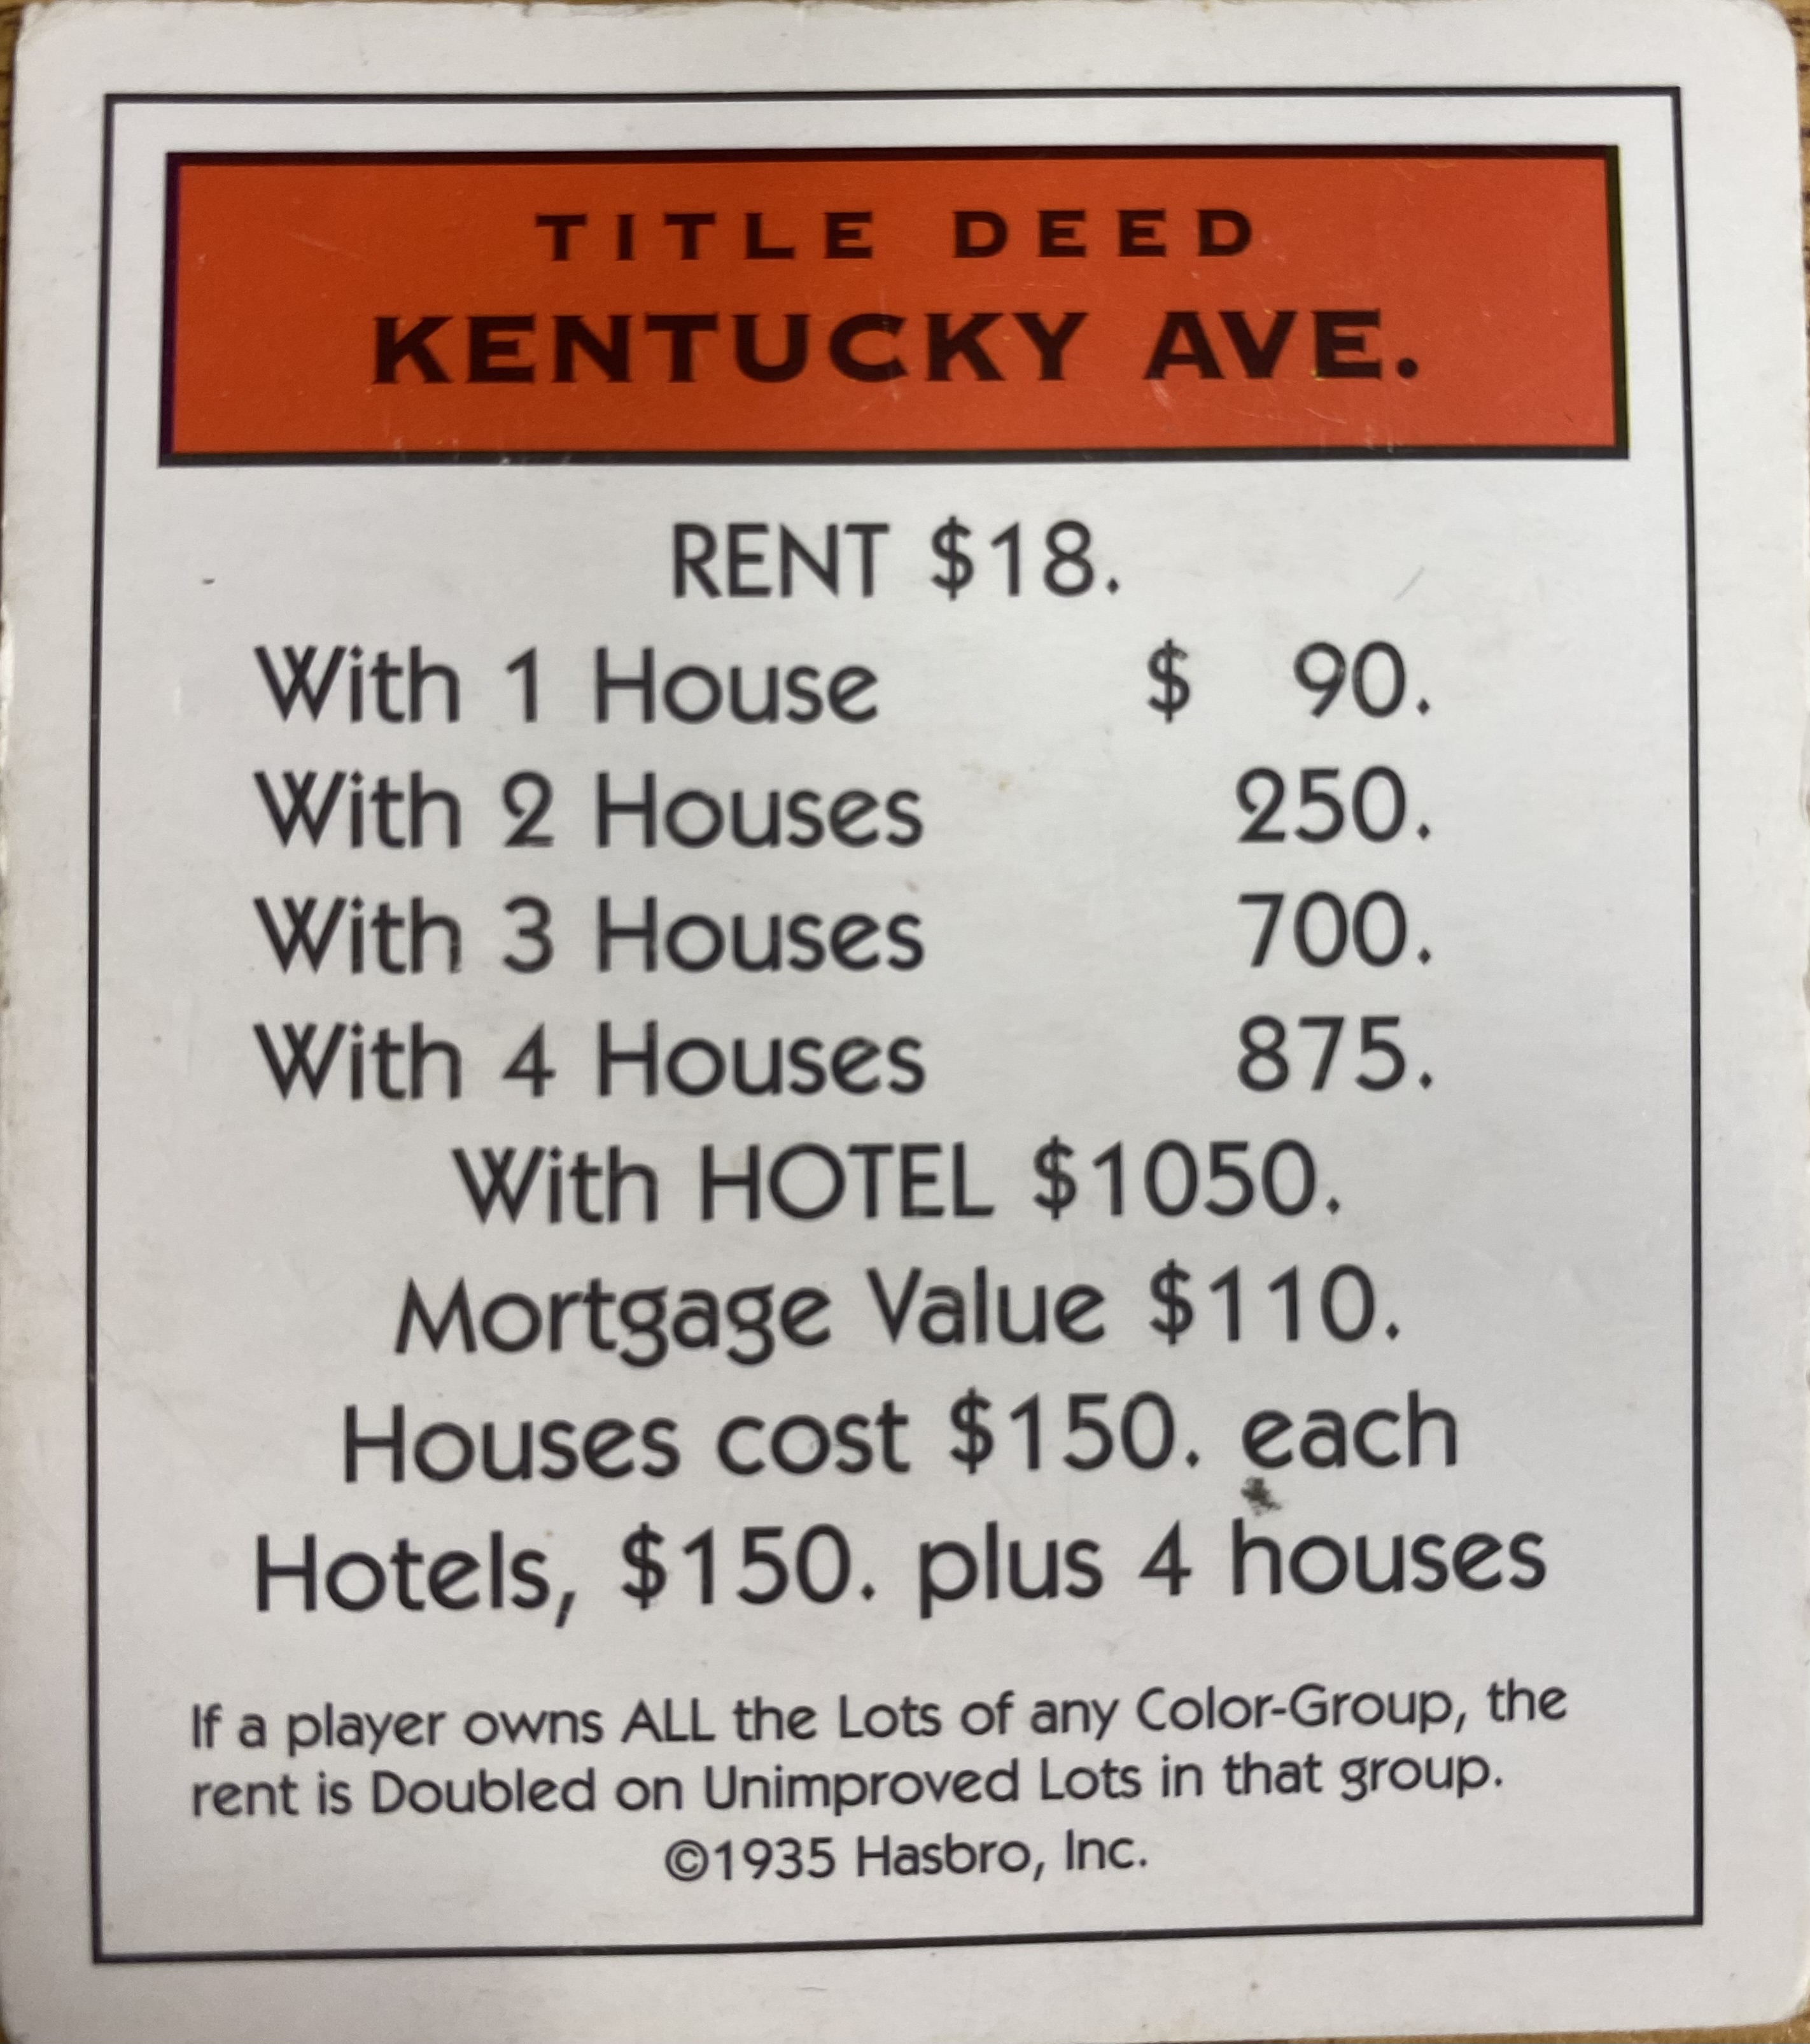 TITLE DEED
KENTUCKY AVE.
RENT $18.
With 1 House $ 90.
With 2 Houses 250.
With 3 Houses 700.
With 4 Houses 875.
With HOTEL $1050.
Mortgage Value $110.
Houses cost $150. each
Hotels, $150. plus 4 houses
If a player owns ALL the Lots of any Color-Group, the
rent is Doubled on Unimproved Lots in that group.
©1935 Hasbro, Inc.